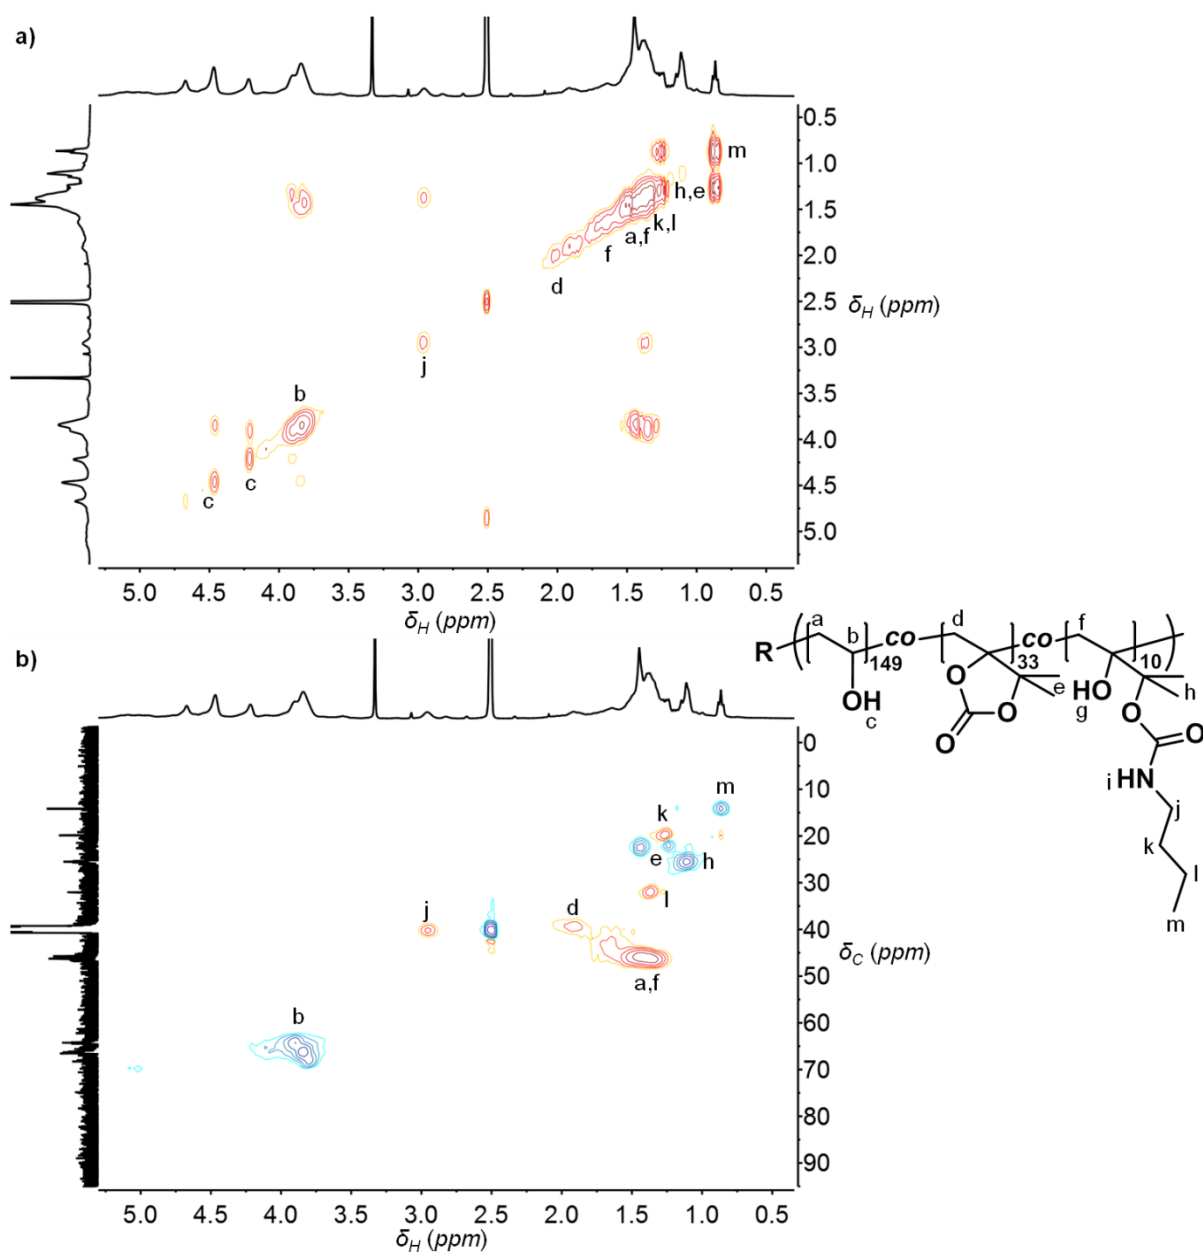 a)
0.5
1.0
1.5
2.0
2.5
3.0
3.5
4.0
4.5
5.0
δH (ppm)
m
h,e
k,l
a,f
f
d
j
b
c
c
5.0 4.5 4.0 3.5 3.0 2.5 2.0 1.5 1.0
δH (ppm)
b)
0
10
20
30
40
50
60
70
80
90
δC (ppm)
m
k
e
h
l
j
d
a,f
b
5.0 4.5 4.0 3.5 3.0 2.5 2.0 1.5 1.0 0.5
δH (ppm)
a b d f
R co co
149 33 10
OH
c
O O
O
e
HO
g
h
O
O
i HN
j
k
l
m